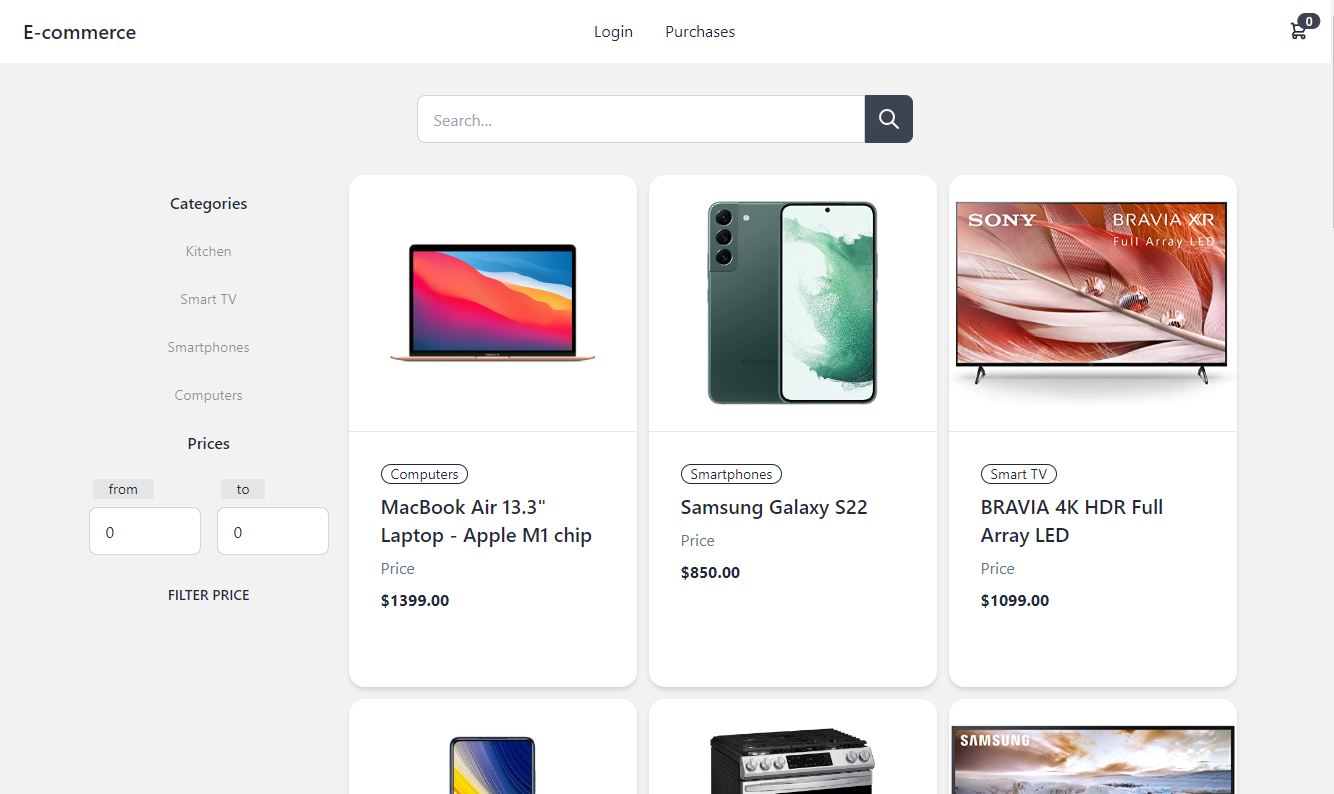 E-commerce
Login
Purchases
0
Search...
Categories
Kitchen
Smart TV
Smartphones
Computers
Prices
from
to
0
0
FILTER PRICE
Computers
MacBook Air 13.3"
Laptop - Apple M1 chip
Price
$1399.00
SAMSUNG
Smartphones
Samsung Galaxy S22
Price
$850.00
SONY
BRAVIA XR
Full Array LED
Smart TV
BRAVIA 4K HDR Full
Array LED
Price
$1099.00
SAMSUNG